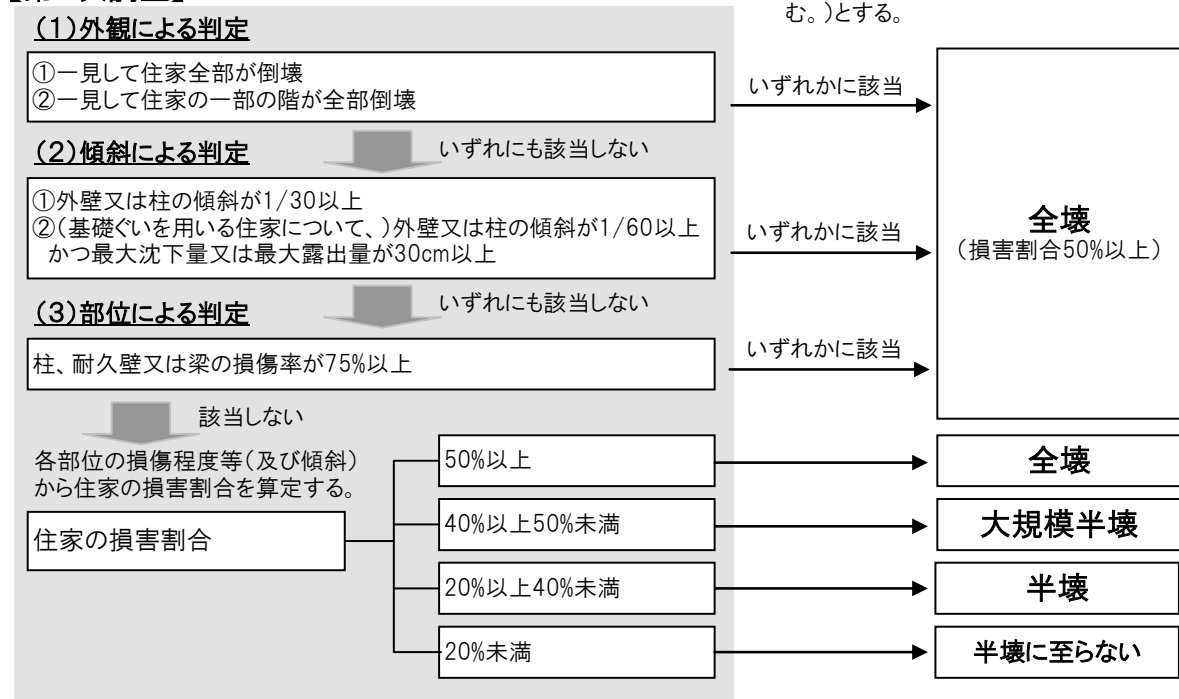 む。)とする。
(1)外観による判定
①一見して住家全部が倒壊
②一見して住家の一部の階が全部倒壊
いずれかに該当
いずれにも該当しない
(2)傾斜による判定
①外壁又は柱の傾斜が1/30以上
②(基礎ぐいを用いる住家について、)外壁又は柱の傾斜が1/60以上
かつ最大沈下量又は最大露出量が30cm以上
いずれかに該当
全壊
(損害割合50%以上)
いずれにも該当しない
(3)部位による判定
柱、耐久壁又は梁の損傷率が75%以上
いずれかに該当
該当しない
各部位の損傷程度等(及び傾斜)
から住家の損害割合を算定する。
住家の損害割合
50%以上
全壊
40%以上50%未満
大規模半壊
20%以上40%未満
半壊
20%未満
半壊に至らない